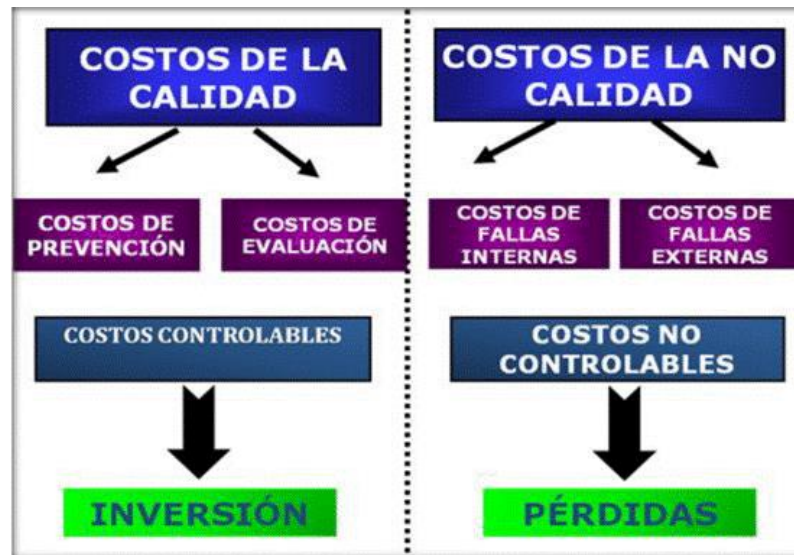 COSTOS DE LA
CALIDAD
COSTOS DE
PREVENCIÓN
COSTOS DE
EVALUACIÓN
COSTOS CONTROLABLES
INVERSIÓN
COSTOS DE LA NO
CALIDAD
COSTOS DE
FALLAS
INTERNAS
COSTOS DE
FALLAS
EXTERNAS
COSTOS NO
CONTROLABLES
PÉRDIDAS